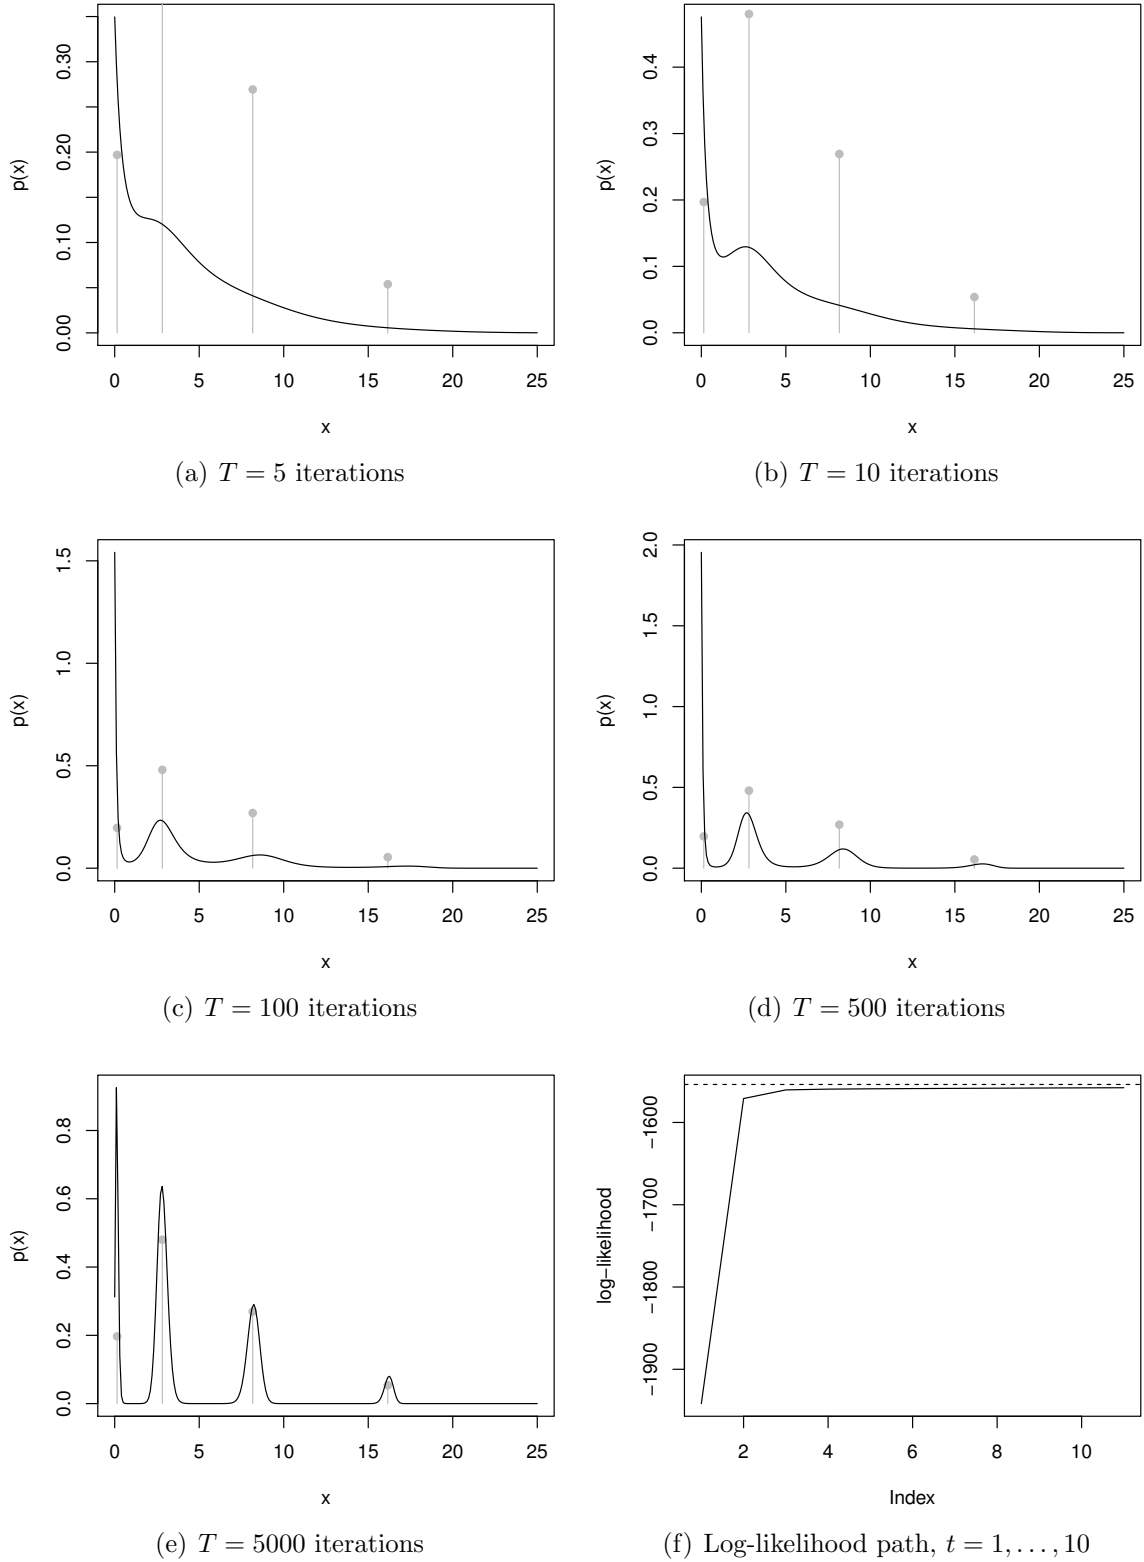 0.00 0.10 0.20 0.30
p(x)
0 5 10 15 20 25
x
(a) T = 5 iterations
0.0 0.1 0.2 0.3 0.4
p(x)
0 5 10 15 20 25
x
(b) T = 10 iterations
0.0 0.5 1.0 1.5
p(x)
0 5 10 15 20 25
x
(c) T = 100 iterations
0.0 0.5 1.0 1.5 2.0
p(x)
0 5 10 15 20 25
x
(d) T = 500 iterations
0.0 0.2 0.4 0.6 0.8
p(x)
0 5 10 15 20 25
x
(e) T = 5000 iterations
−1900 −1800 −1700 −1600
log−likelihood
2 4 6 8 10
Index
(f) Log-likelihood path, t = 1, . . . , 10